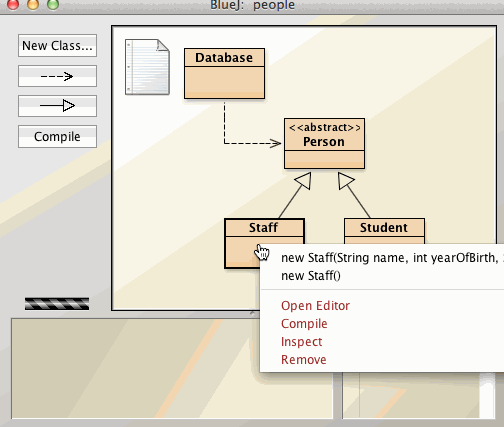 BlueJ: people
New Class...
Compile
Database
<<abstract>>
Person
Staff
Student
new Staff(String name, int yearOfBirth,
new Staff()
Open Editor
Compile
Inspect
Remove